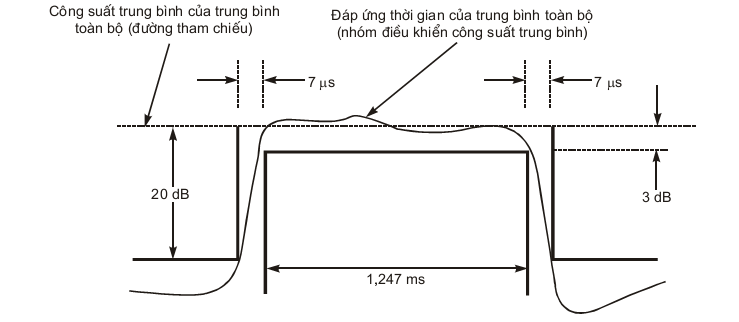 Công suất trung bình của trung bình
toàn bộ (đường tham chiếu)
Đáp ứng thời gian của trung bình toàn bộ
(nhóm điều khiển công suất trung bình)
7 μs
7 μs
20 dB
3 dB
1,247 ms